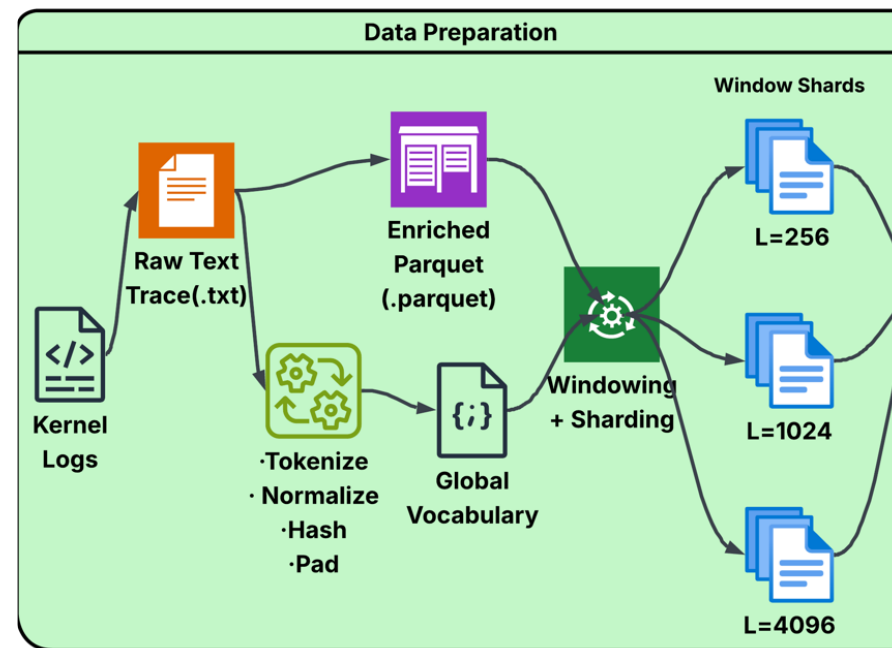 Data Preparation
Window Shards
Raw Text
Trace(.txt)
Enriched
Parquet
(.parquet)
L=256
</>
Kernel
Logs
·Tokenize
· Normalize
·Hash
·Pad
{;}
Global
Vocabulary
Windowing
+ Sharding
L=1024
L=4096